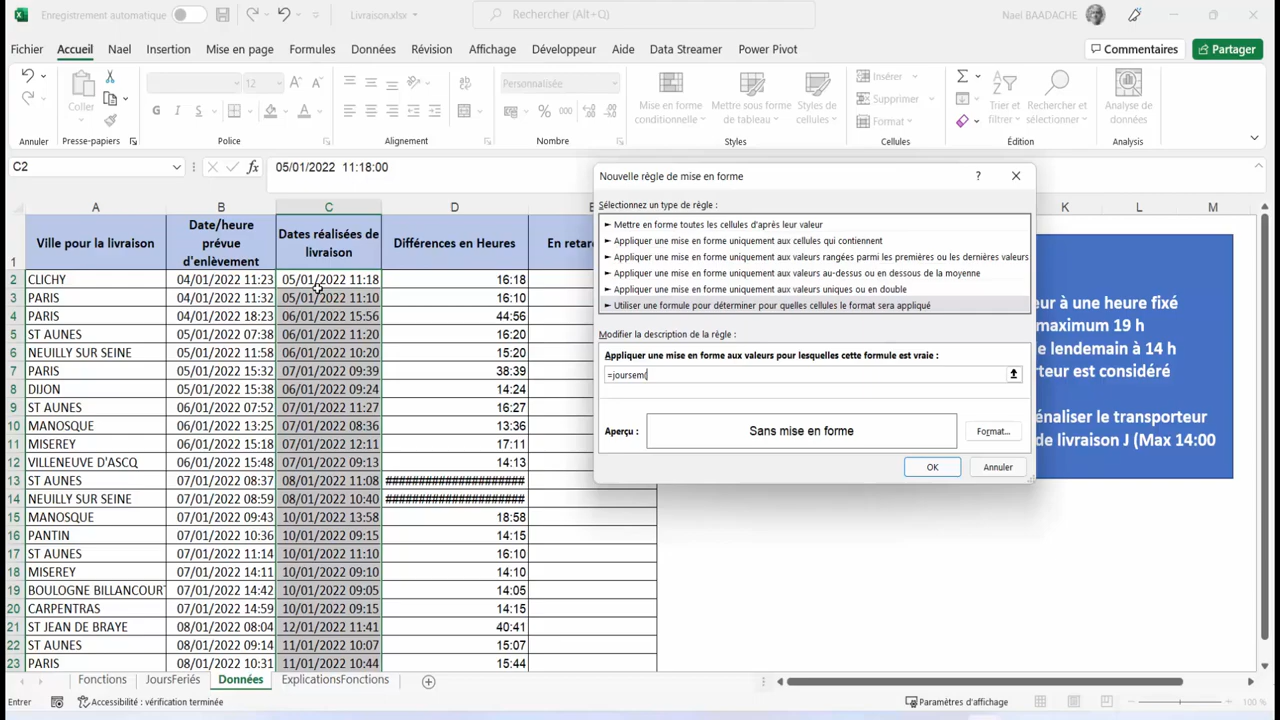 Enregistrement automatique
Livraison.xlsv
Rechercher (Alt+Q)
Nael BAADACHE
Fichier Accueil Nael Insertion Mise en page Formules Données Révision Affichage Développeur Aide Data Streamer Power Pivot
Commentaires Partager
12 Personnalisée
Coller
Mise en forme conditionnelle
Mettre sous forme de tableau
Styles de cellules
Insérer
Supprimer
Format
Trier et filtrer
Rechercher et sélectionner
Analyse de données
Annuler Presse-papiers Police Alignement Nombre Styles Cellules Édition Analysis
C2 fx 05/01/2022 11:18:00
A B C D E K L M
1 Ville pour la livraison Date/heure prévue d'enlèvement Dates réalisées de livraison Différences en Heures En retard
2 CLICHY 04/01/2022 11:23 05/01/2022 11:18 16:18
3 PARIS 04/01/2022 11:32 05/01/2022 11:10 16:10
4 PARIS 04/01/2022 18:23 06/01/2022 15:56 44:56
5 ST AUNES 05/01/2022 07:38 06/01/2022 11:20 16:20
6 NEUILLY SUR SEINE 05/01/2022 11:58 06/01/2022 10:20 15:20
7 PARIS 05/01/2022 15:32 07/01/2022 09:39 38:39
8 DIJON 05/01/2022 15:38 06/01/2022 09:24 14:24
9 ST AUNES 06/01/2022 07:52 07/01/2022 11:27 16:27
10 MANOSQUE 06/01/2022 13:25 07/01/2022 08:36 13:36
11 MISEREY 06/01/2022 15:18 07/01/2022 12:11 17:11
12 VILLENEUVE D'ASCQ 06/01/2022 15:48 07/01/2022 09:13 14:13
13 ST AUNES 07/01/2022 08:37 08/01/2022 11:08 #####################
14 NEUILLY SUR SEINE 07/01/2022 08:59 08/01/2022 10:40 #####################
15 MANOSQUE 07/01/2022 09:43 10/01/2022 13:58 18:58
16 PANTIN 07/01/2022 10:36 10/01/2022 09:15 14:15
17 ST AUNES 07/01/2022 11:14 10/01/2022 11:10 16:10
18 MISEREY 07/01/2022 14:11 10/01/2022 09:10 14:10
19 BOULOGNE BILLANCOURT 07/01/2022 14:42 10/01/2022 09:05 14:05
20 CARPENTRAS 07/01/2022 14:59 10/01/2022 09:15 14:15
21 ST JEAN DE BRAYE 08/01/2022 08:04 12/01/2022 11:41 40:41
22 ST AUNES 08/01/2022 09:14 11/01/2022 10:07 15:07
23 PARIS 08/01/2022 10:31 11/01/2022 10:44 15:44
Nouvelle règle de mise en forme ?
Sélectionnez un type de règle :
► Mettre en forme toutes les cellules d'après leur valeur
► Appliquer une mise en forme uniquement aux cellules qui contiennent
► Appliquer une mise en forme uniquement aux valeurs rangées parmi les premières ou les dernières valeurs
► Appliquer une mise en forme uniquement aux valeurs au-dessus ou en dessous de la moyenne
► Appliquer une mise en forme uniquement aux valeurs uniques ou en double
► Utiliser une formule pour déterminer pour quelles cellules le format sera appliqué
Modifier la description de la règle :
Appliquer une mise en forme aux valeurs pour lesquelles cette formule est vraie :
=joursem(
Aperçu : Sans mise en forme Format...
OK Annuler
eur à une heure fixé
maximum 19 h
e lendemain à 14 h
rteur est considéré
énaliser le transporteur
de livraison J (Max 14:00
Fonctions JoursFeriés Données ExplicationsFonctions
Entrer Accessibilité : vérification terminée Paramètres d'affichage 100 %